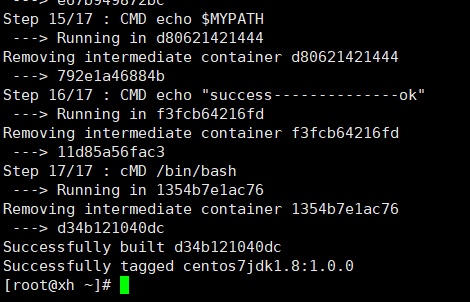 ---> e67b949872bc
Step 15/17 : CMD echo $MYPATH
---> Running in d80621421444
Removing intermediate container d80621421444
---> 792e1a46884b
Step 16/17 : CMD echo "success--------------ok"
---> Running in f3fcb64216fd
Removing intermediate container f3fcb64216fd
---> 11d85a56fac3
Step 17/17 : cMD /bin/bash
---> Running in 1354b7e1ac76
Removing intermediate container 1354b7e1ac76
---> d34b121040dc
Successfully built d34b121040dc
Successfully tagged centos7jdk1.8:1.0.0
[root@xh ~]#